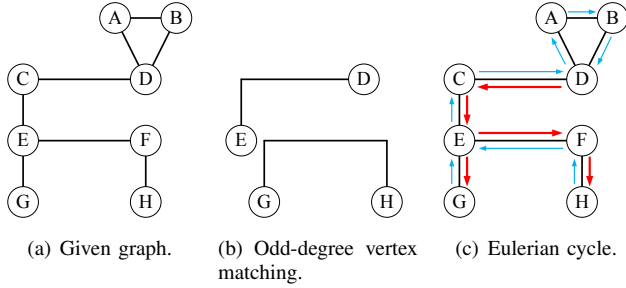 A B A B
C D D C D
E F E E F
G H G H G H
(a) Given graph. (b) Odd-degree vertex (c) Eulerian cycle.
matching.